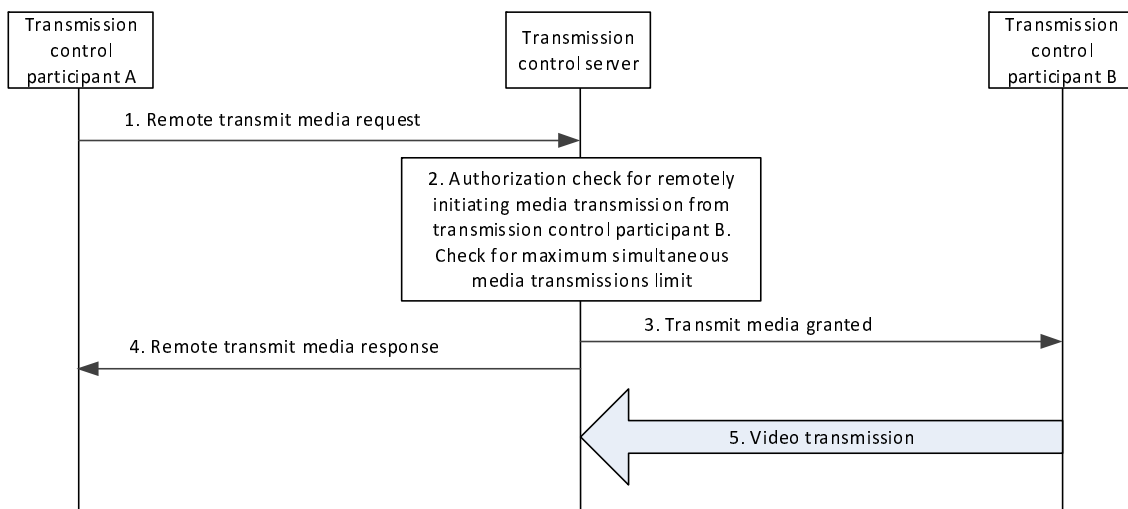 Transmission
control
participant A
Transmission
control server
Transmission
control
participant B
1. Remote transmit media request
2. Authorization check for remotely
initiating media transmission from
transmission control participant B.
Check for maximum simultaneous
media transmissions limit
3. Transmit media granted
4. Remote transmit media response
5. Video transmission